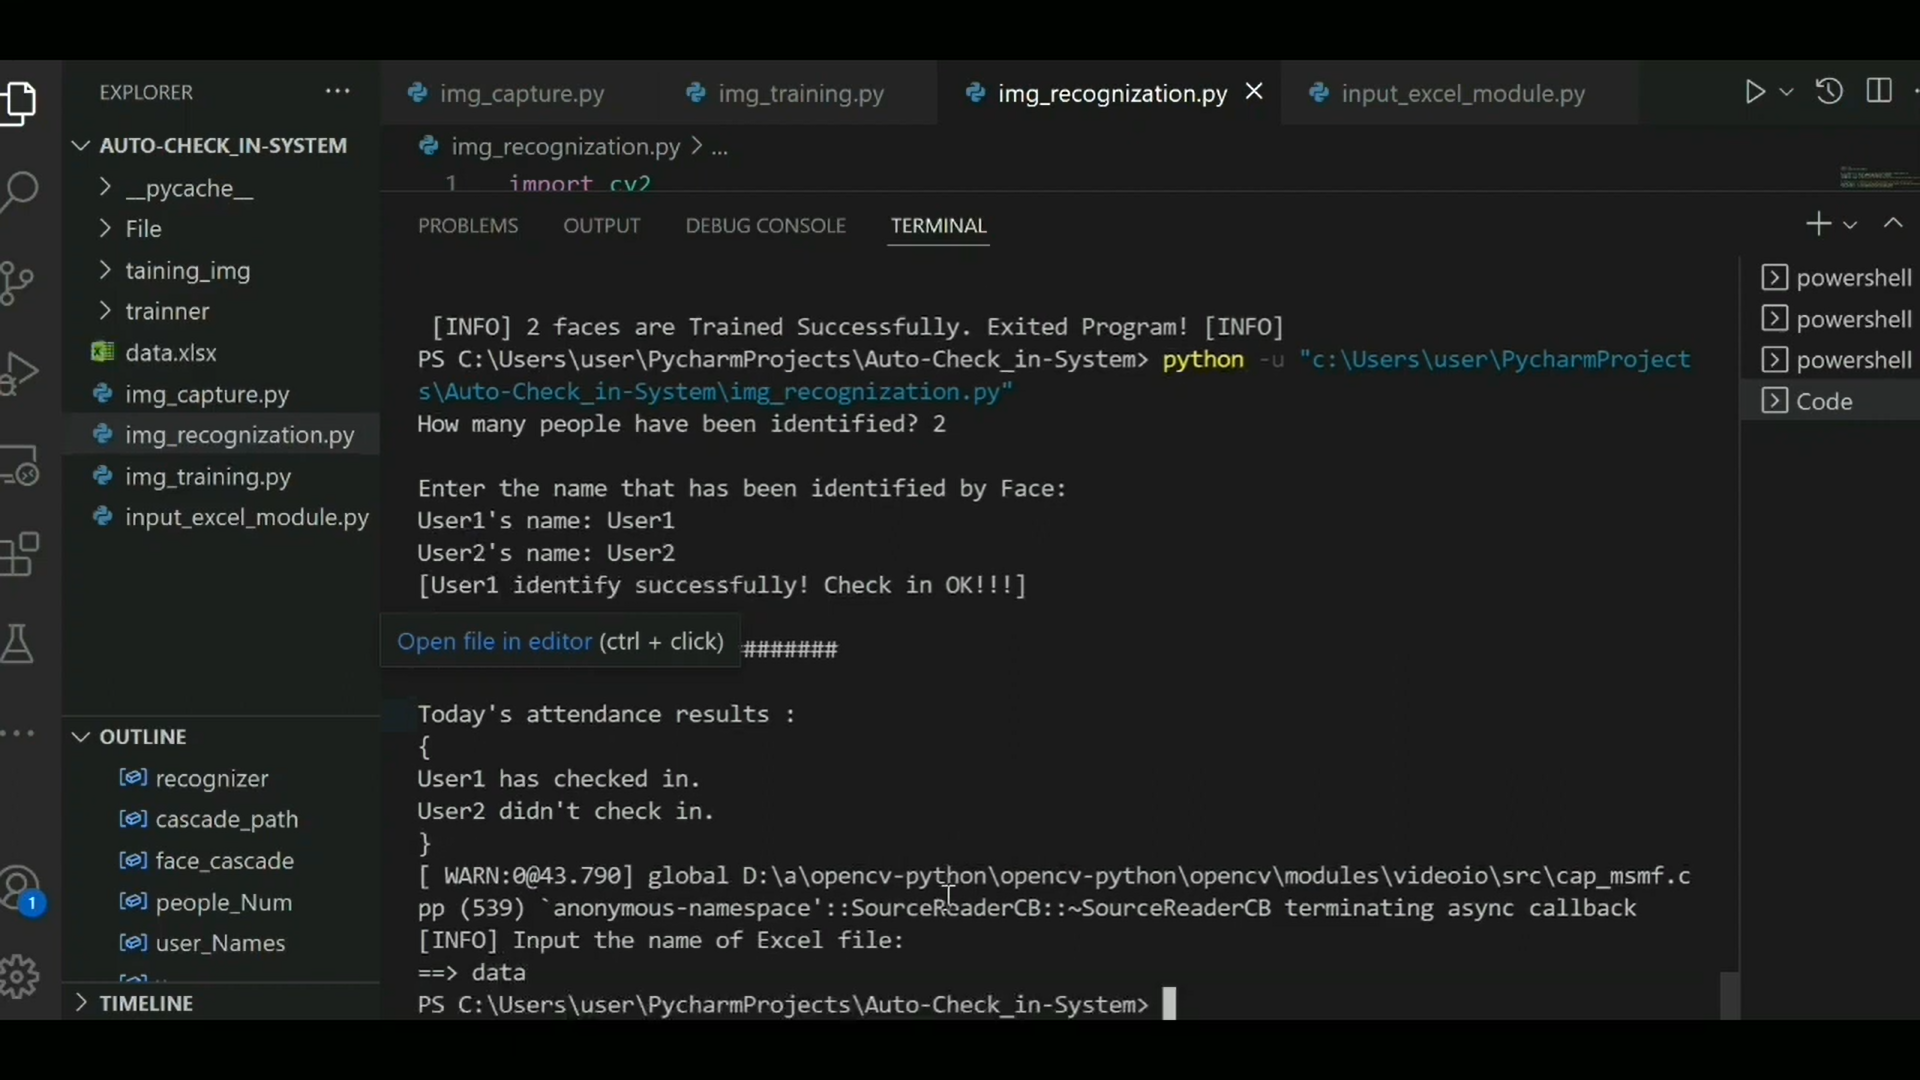 EXPLORER ...
AUTO-CHECK_IN-SYSTEM
__pycache__
File
taining_img
trainner
data.xlsx
img_capture.py
img_recognization.py
img_training.py
input_excel_module.py
OUTLINE
recognizer
cascade_path
face_cascade
people_Num
user_Names
TIMELINE
1
img_capture.py img_training.py img_recognization.py input_excel_module.py
img_recognization.py > ...
1 import cv2
PROBLEMS OUTPUT DEBUG CONSOLE TERMINAL
[INFO] 2 faces are Trained Successfully. Exited Program! [INFO]
PS C:\Users\user\PycharmProjects\Auto-Check_in-System> python -u "c:\Users\user\PycharmProject
s\Auto-Check_in-System\img_recognization.py"
How many people have been identified? 2
Enter the name that has been identified by Face:
User1's name: User1
User2's name: User2
[User1 identify successfully! Check in OK!!!]
Open file in editor (ctrl + click) #######
Today's attendance results :
{
User1 has checked in.
User2 didn't check in.
}
[ WARN:0@43.790] global D:\a\opencv-python\opencv-python\opencv\modules\videoio\src\cap_msmf.c
pp (539) `anonymous-namespace'::SourceReaderCB::~SourceReaderCB terminating async callback
[INFO] Input the name of Excel file:
==> data
PS C:\Users\user\PycharmProjects\Auto-Check_in-System>
powershell
powershell
powershell
Code